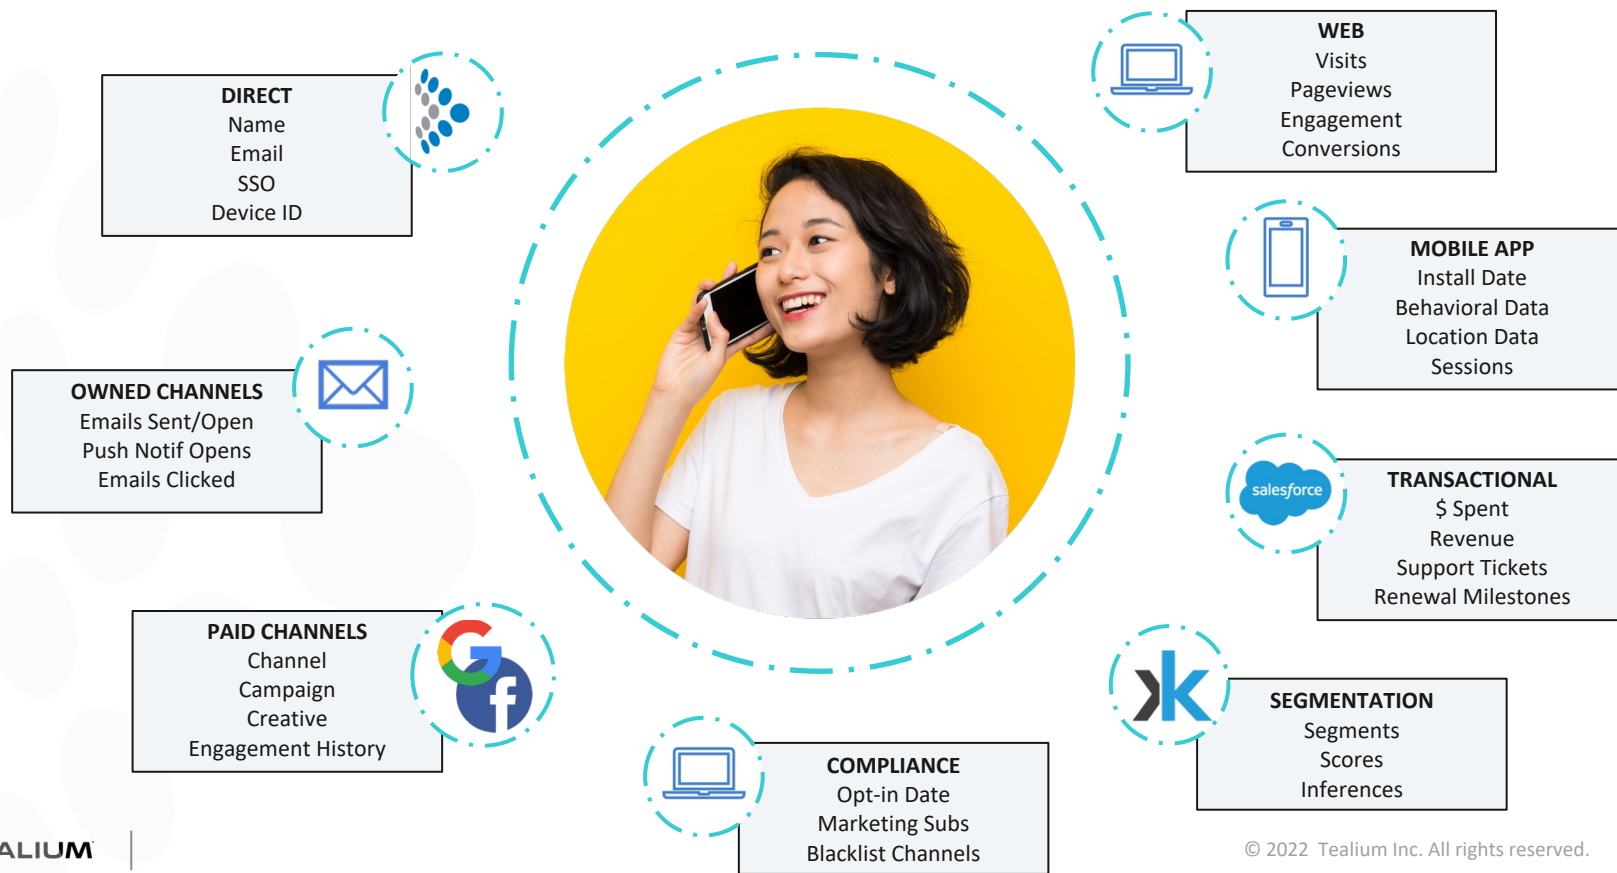 DIRECT
Name
Email
SSO
Device ID
OWNED CHANNELS
Emails Sent/Open
Push Notif Opens
Emails Clicked
PAID CHANNELS
Channel
Campaign
Creative
Engagement History
COMPLIANCE
Opt-in Date
Marketing Subs
Blacklist Channels
WEB
Visits
Pageviews
Engagement
Conversions
MOBILE APP
Install Date
Behavioral Data
Location Data
Sessions
salesforce
TRANSACTIONAL
$ Spent
Revenue
Support Tickets
Renewal Milestones
SEGMENTATION
Segments
Scores
Inferences
ALIUM
© 2022 Tealium Inc. All rights reserved.